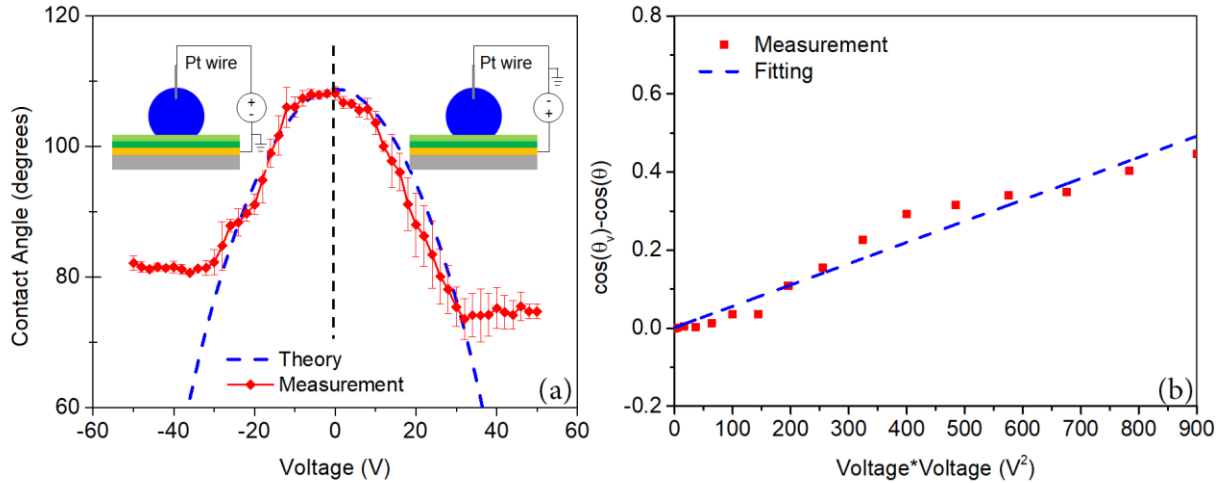 120
100
80
60
-60
-40
-20
0
20
40
60
Contact Angle (degrees)
Voltage (V)
Pt wire
+
-
Pt wire
-
+
Theory
Measurement
(a)
0.8
0.6
0.4
0.2
0.0
-0.2
0
100
200
300
400
500
600
700
800
900
cos(θᵥ)-cos(θ)
Voltage*Voltage (V²)
Measurement
Fitting
(b)